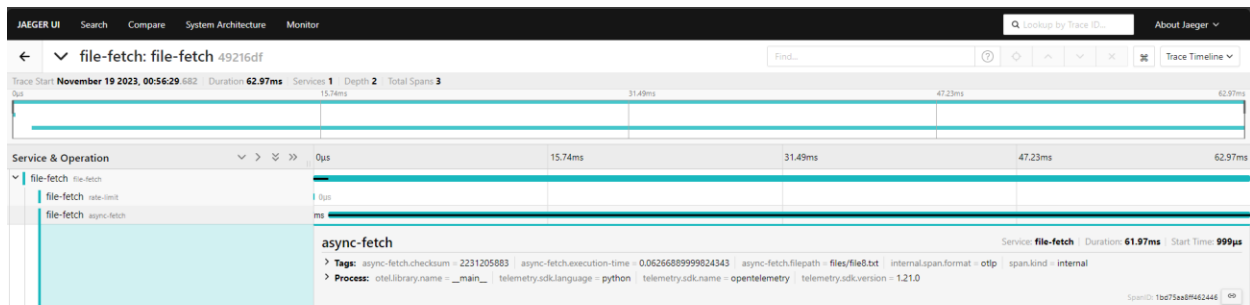 JAEGER UI Search Compare System Architecture Monitor Lookup by Trace ID... About Jaeger
file-fetch: file-fetch 49216df Find... Trace Timeline
Trace Start November 19 2023, 00:56:29.682 Duration 62.97ms Services 1 Depth 2 Total Spans 3
0μs 15.74ms 31.49ms 47.23ms 62.97ms
Service & Operation 0μs 15.74ms 31.49ms 47.23ms 62.97ms
file-fetch file-fetch
file-fetch rate-limit 0μs
file-fetch async-fetch ms
async-fetch Service: file-fetch Duration: 61.97ms Start Time: 999μs
Tags: async-fetch.checksum = 2231205883 async-fetch.execution-time = 0.06266889999824343 async-fetch.filepath = files/file8.txt internal.span.format = otlp span.kind = internal
Process: otel.library.name = __main__ telemetry.sdk.language = python telemetry.sdk.name = opentelemetry telemetry.sdk.version = 1.21.0
SpanID: 1bd75aa8ff462446